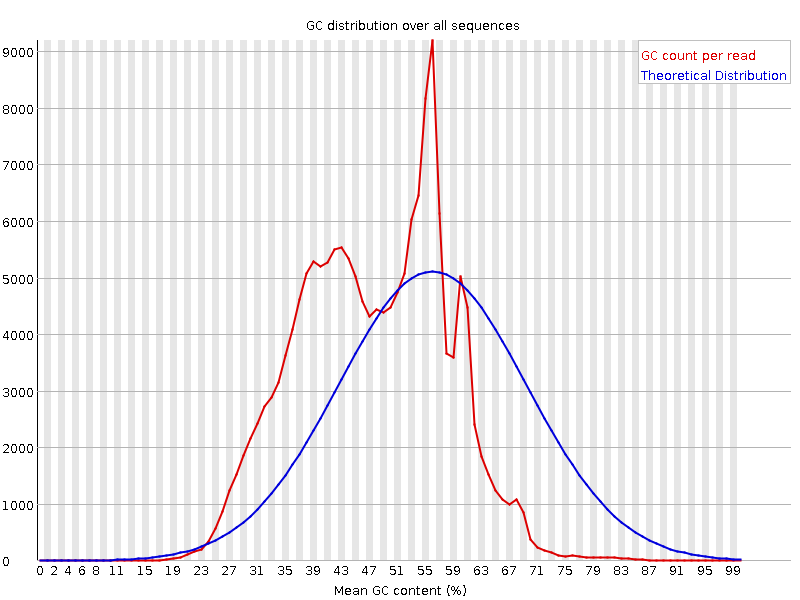 GC distribution over all sequences
GC count per read
Theoretical Distribution
9000
8000
7000
6000
5000
4000
3000
2000
1000
0
0 2 4 6 8 11 15 19 23 27 31 35 39 43 47 51 55 59 63 67 71 75 79 83 87 91 95 99
Mean GC content (%)